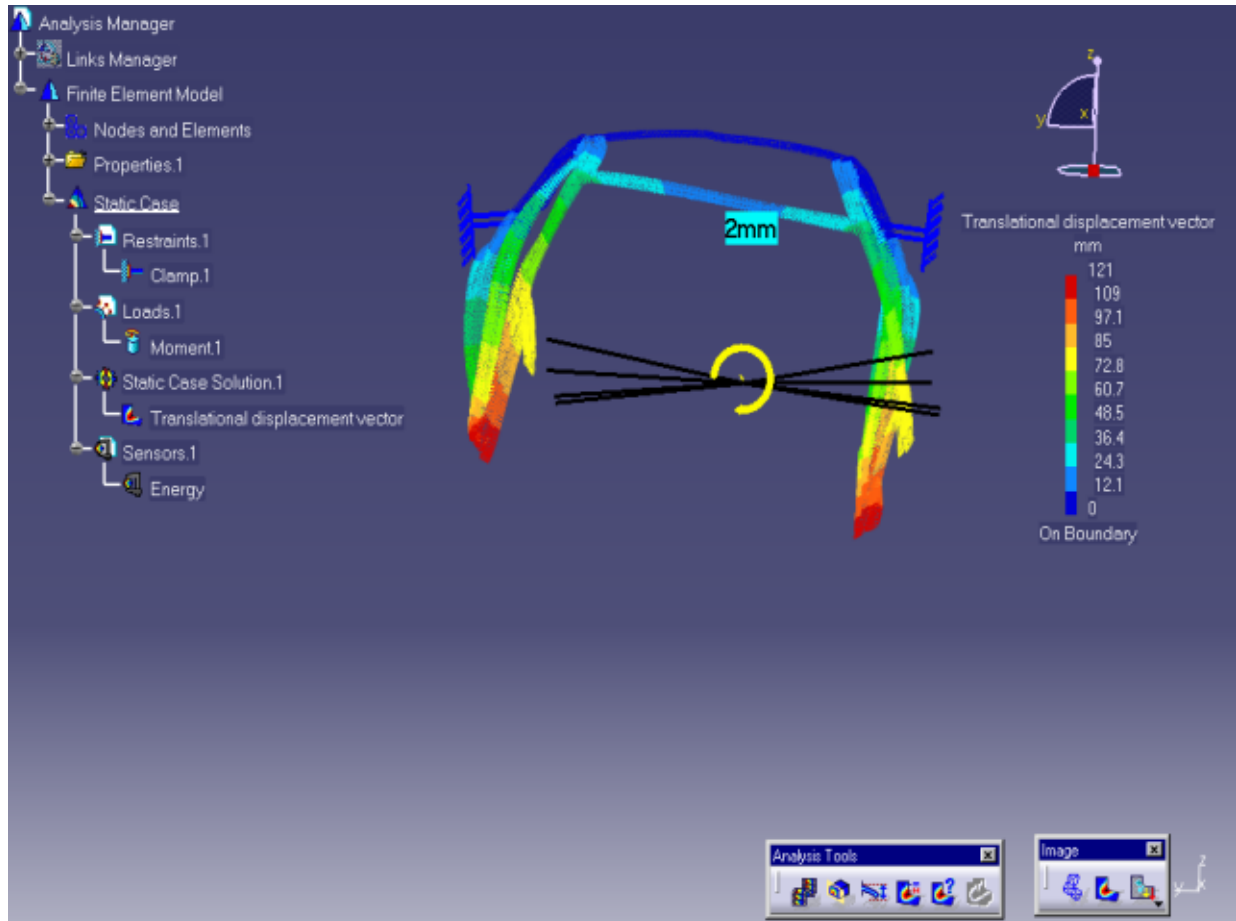 Analysis Manager
Links Manager
Finite Element Model
Nodes and Elements
Properties.1
Static Case
Restraints.1
Clamp.1
Loads.1
Moment.1
Static Case Solution.1
Translational displacement vector
Sensors.1
Energy
2mm
z
y
x
Translational displacement vector
mm
121
109
97.1
85
72.8
60.7
48.5
36.4
24.3
12.1
0
On Boundary
Analysis Tools
Image
z
y
x